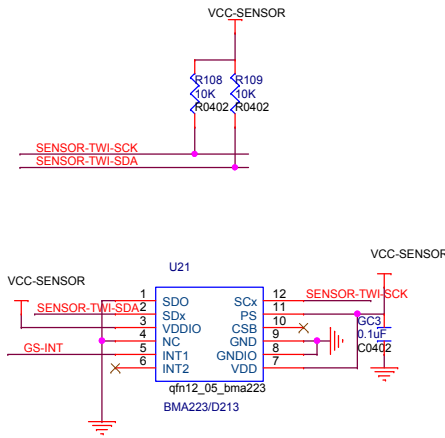 VCC-SENSOR
R108 R109
10K 10K
R0402 R0402
SENSOR-TWI-SCK
SENSOR-TWI-SDA
U21
VCC-SENSOR
VCC-SENSOR
1 SDO SCx 12 SENSOR-TWI-SCK
SENSOR-TWI-SDA 2 SDx PS 11
3 VDDIO CSB 10
4 NC GND 9
GS-INT 5 INT1 GNDIO 8
6 INT2 VDD 7
GC3
0.1uF
C0402
qfn12_05_bma223
BMA223/D213